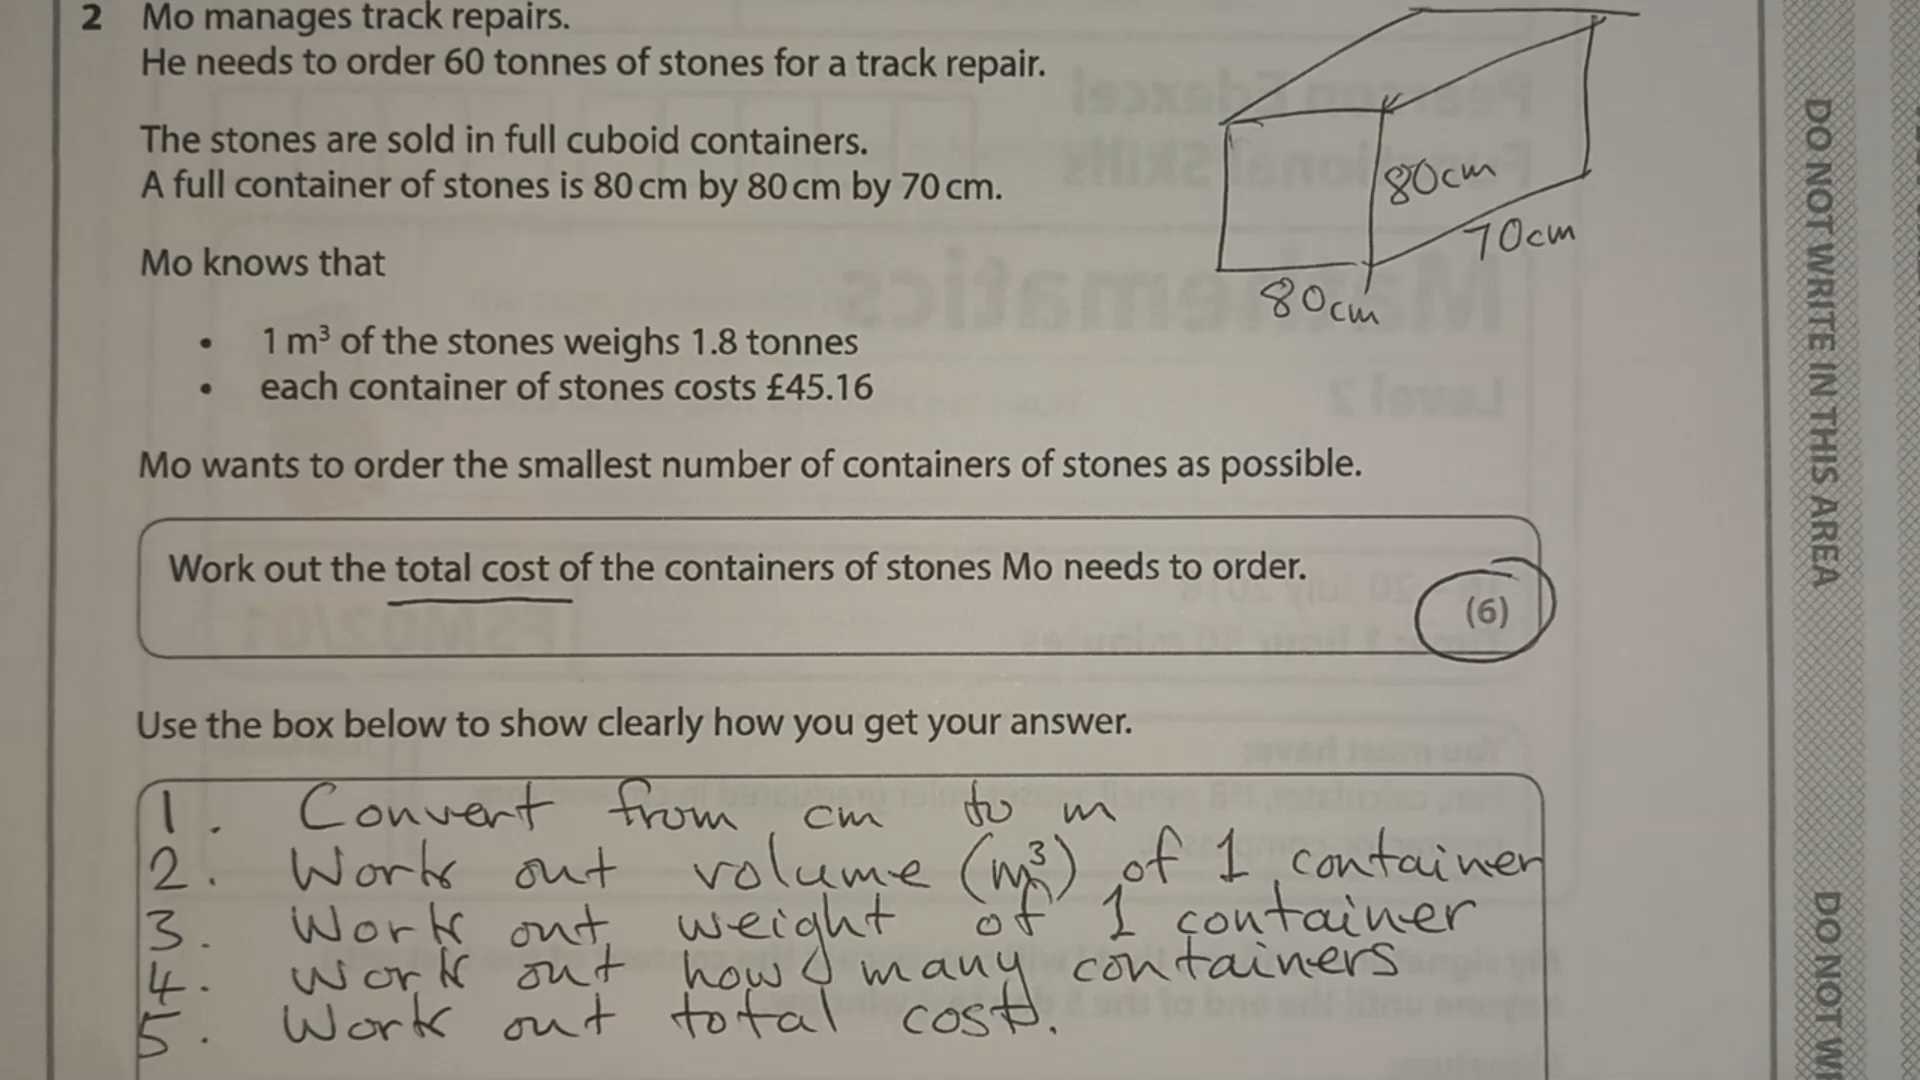 2 Mo manages track repairs.
He needs to order 60 tonnes of stones for a track repair.
The stones are sold in full cuboid containers.
A full container of stones is 80 cm by 80 cm by 70 cm.
80cm
70cm
80cm
Mo knows that
• 1 m³ of the stones weighs 1.8 tonnes
• each container of stones costs £45.16
Mo wants to order the smallest number of containers of stones as possible.
Work out the total cost of the containers of stones Mo needs to order.
(6)
Use the box below to show clearly how you get your answer.
1. Convert from cm to m
2. Work out volume (m³) of 1 container
3. Work out weight of 1 container
4. Work out how many containers
5. Work out total cost.
DO NOT WRITE IN THIS AREA
DO NOT
Pearson Edexcel
Functional Skills
Mathematics
Level 2